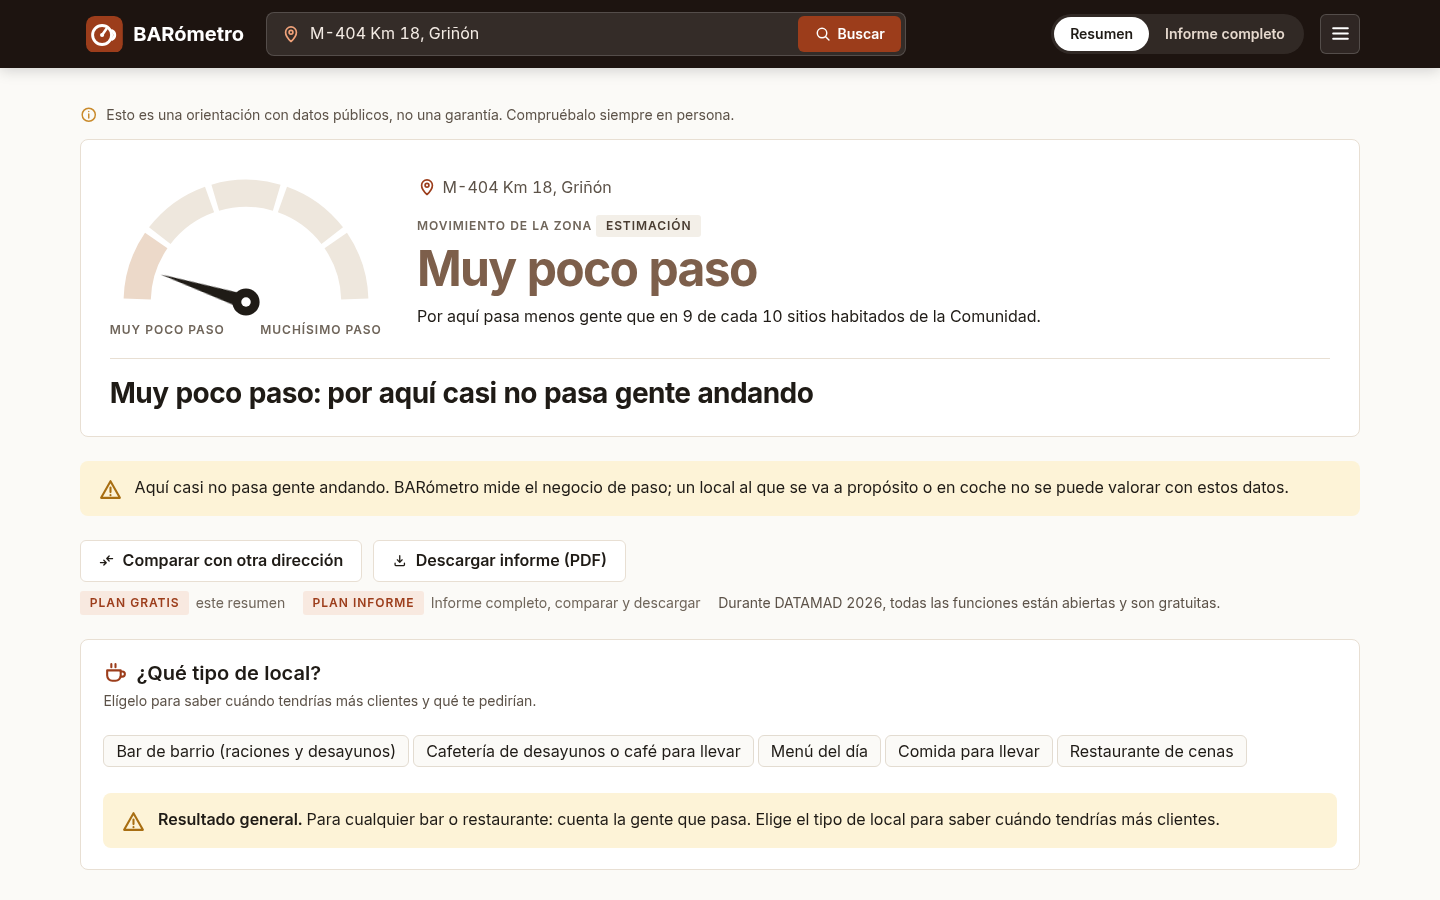 BARómetro
M-404 Km 18, Griñón
Buscar
Resumen
Informe completo
Esto es una orientación con datos públicos, no una garantía. Compruébalo siempre en persona.
MUY POCO PASO
MUCHÍSIMO PASO
M-404 Km 18, Griñón
MOVIMIENTO DE LA ZONA ESTIMACIÓN
Muy poco paso
Por aquí pasa menos gente que en 9 de cada 10 sitios habitados de la Comunidad.
Muy poco paso: por aquí casi no pasa gente andando
Aquí casi no pasa gente andando. BARómetro mide el negocio de paso; un local al que se va a propósito o en coche no se puede valorar con estos datos.
Comparar con otra dirección
Descargar informe (PDF)
PLAN GRATIS este resumen PLAN INFORME Informe completo, comparar y descargar Durante DATAMAD 2026, todas las funciones están abiertas y son gratuitas.
¿Qué tipo de local?
Elígelo para saber cuándo tendrías más clientes y qué te pedirían.
Bar de barrio (raciones y desayunos)
Cafetería de desayunos o café para llevar
Menú del día
Comida para llevar
Restaurante de cenas
Resultado general. Para cualquier bar o restaurante: cuenta la gente que pasa. Elige el tipo de local para saber cuándo tendrías más clientes.